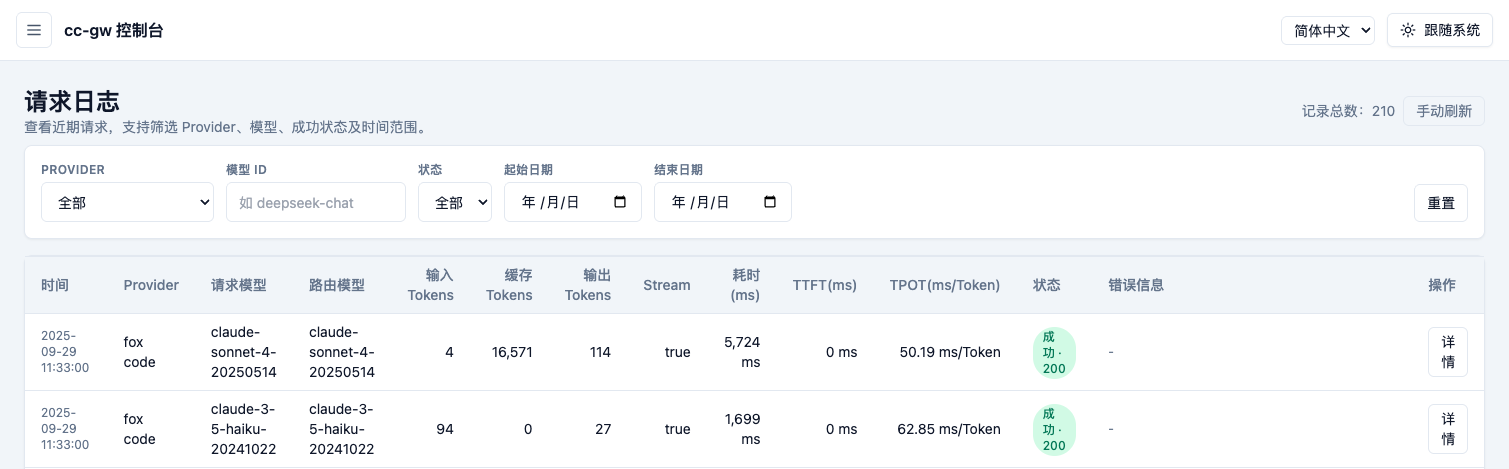 cc-gw 控制台
简体中文
跟随系统
请求日志
查看近期请求，支持筛选 Provider、模型、成功状态及时间范围。
记录总数：210
手动刷新
PROVIDER
模型 ID
状态
起始日期
结束日期
全部
如 deepseek-chat
全部
年 /月/日
年 /月/日
重置
时间
Provider
请求模型
路由模型
输入
Tokens
缓存
Tokens
输出
Tokens
Stream
耗时
(ms)
TTFT(ms)
TPOT(ms/Token)
状态
错误信息
操作
2025-
09-29
11:33:00
fox
code
claude-
sonnet-4-
20250514
claude-
sonnet-4-
20250514
4
16,571
114
true
5,724
ms
0 ms
50.19 ms/Token
成
功 ·
200
-
详
情
2025-
09-29
11:33:00
fox
code
claude-3-
5-haiku-
20241022
claude-3-
5-haiku-
20241022
94
0
27
true
1,699
ms
0 ms
62.85 ms/Token
成
功 ·
200
-
详
情